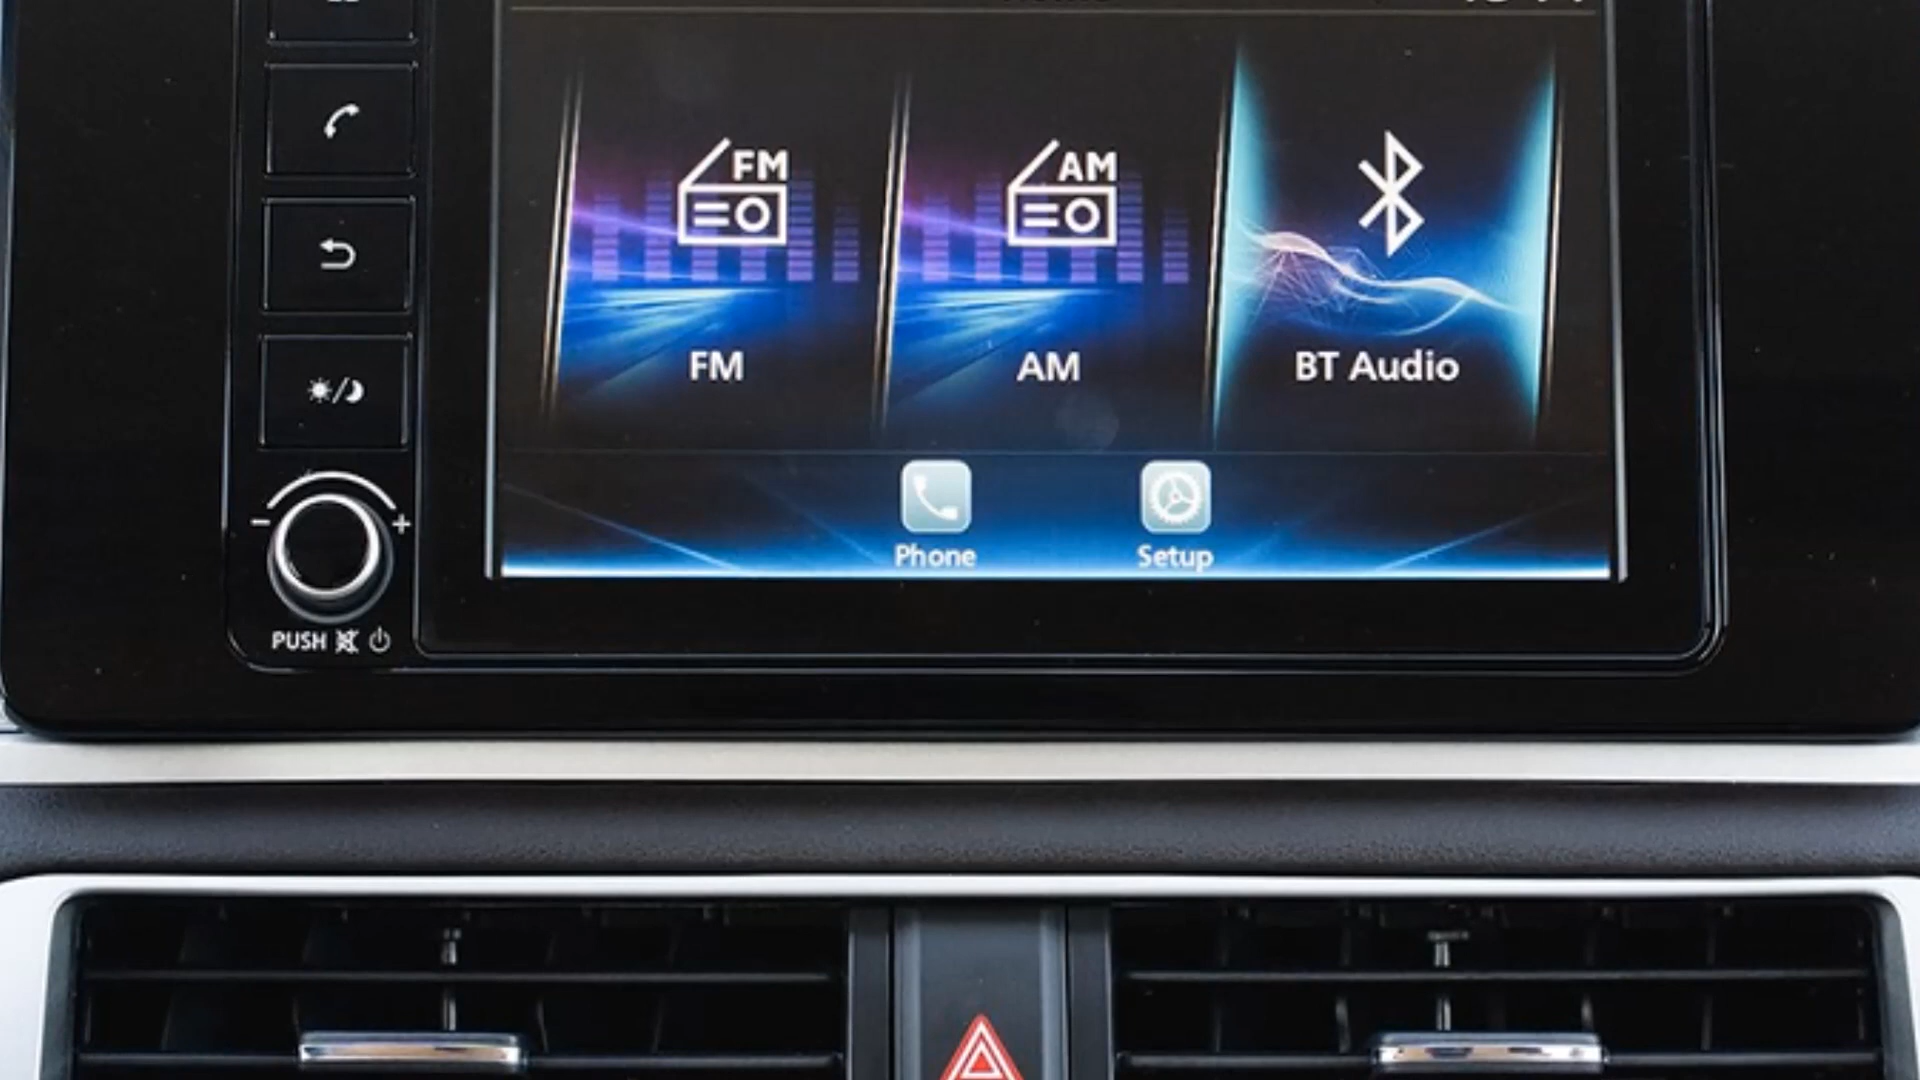 FM
AM
FM
AM
BT Audio
Phone
Setup
- +
PUSH